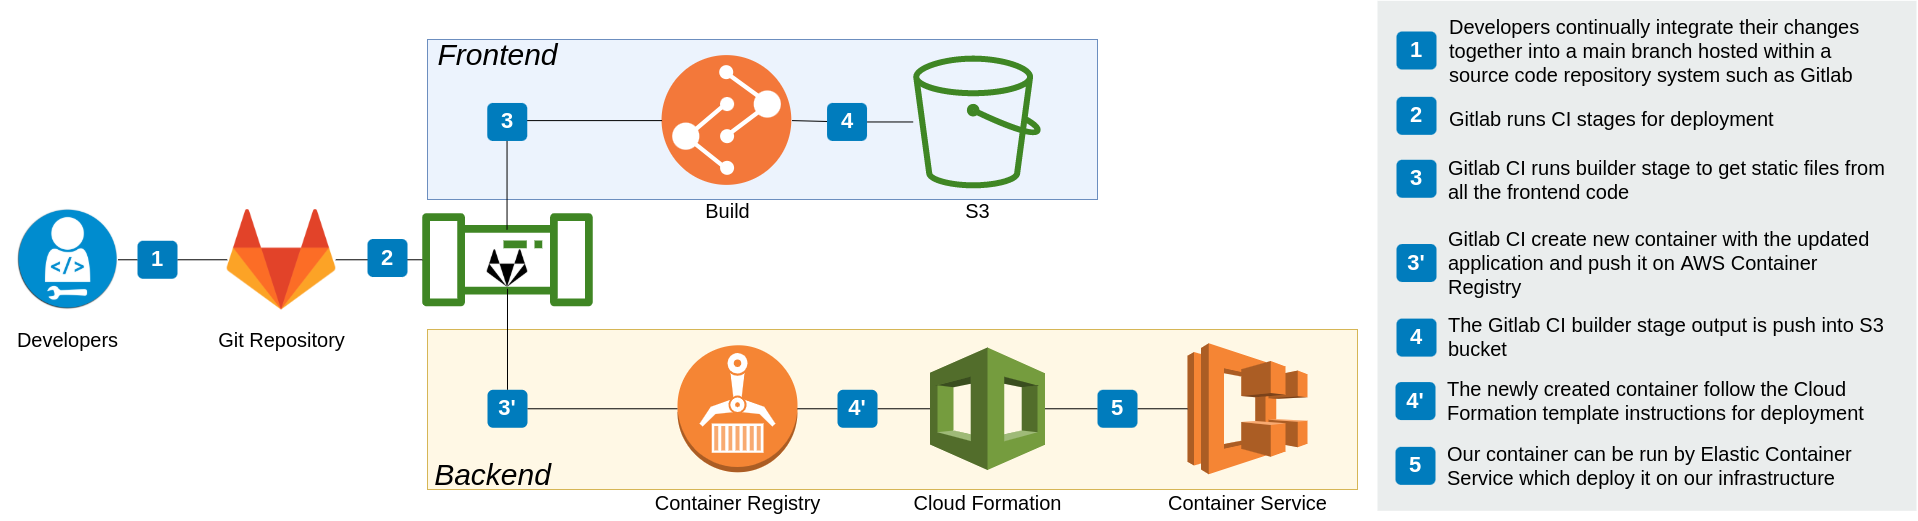 Frontend
3
4
Build
S3
</>
1
2
Developers
Git Repository
3'
4'
5
Backend
Container Registry
Cloud Formation
Container Service
1
Developers continually integrate their changes
together into a main branch hosted within a
source code repository system such as Gitlab
2
Gitlab runs CI stages for deployment
3
Gitlab CI runs builder stage to get static files from
all the frontend code
3'
Gitlab CI create new container with the updated
application and push it on AWS Container
Registry
4
The Gitlab CI builder stage output is push into S3
bucket
4'
The newly created container follow the Cloud
Formation template instructions for deployment
5
Our container can be run by Elastic Container
Service which deploy it on our infrastructure